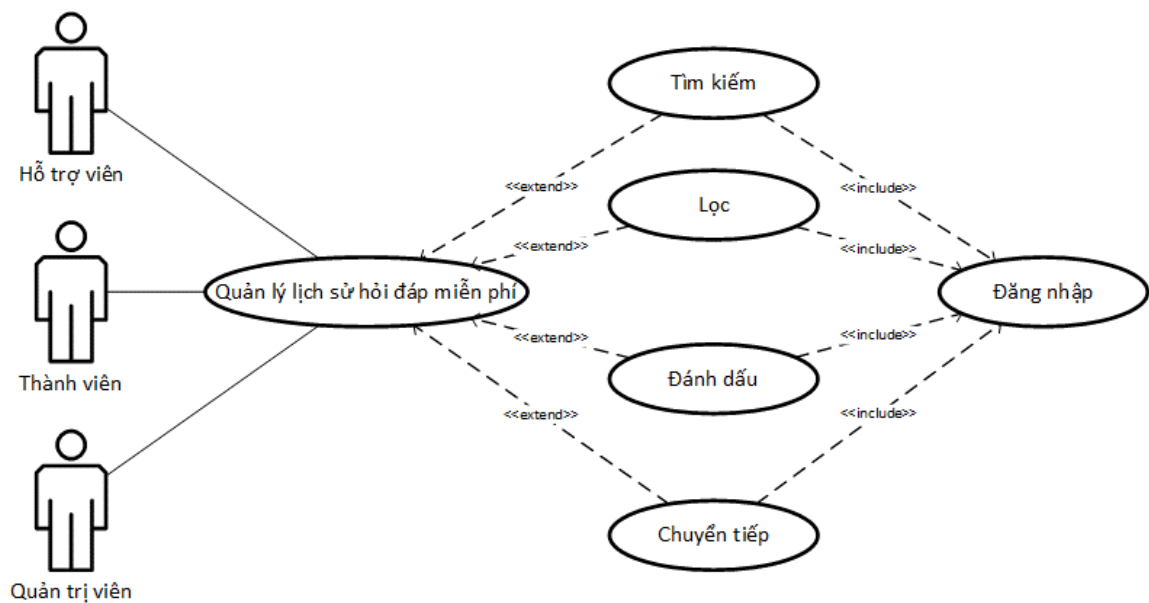 Tìm kiếm
Hỗ trợ viên
<<extend>>
<<include>>
Lọc
<<extend>>
<<include>>
Quản lý lịch sử hỏi đáp miễn phí
Đăng nhập
<<extend>>
<<include>>
Thành viên
Đánh dấu
<<extend>>
<<include>>
Chuyển tiếp
Quản trị viên